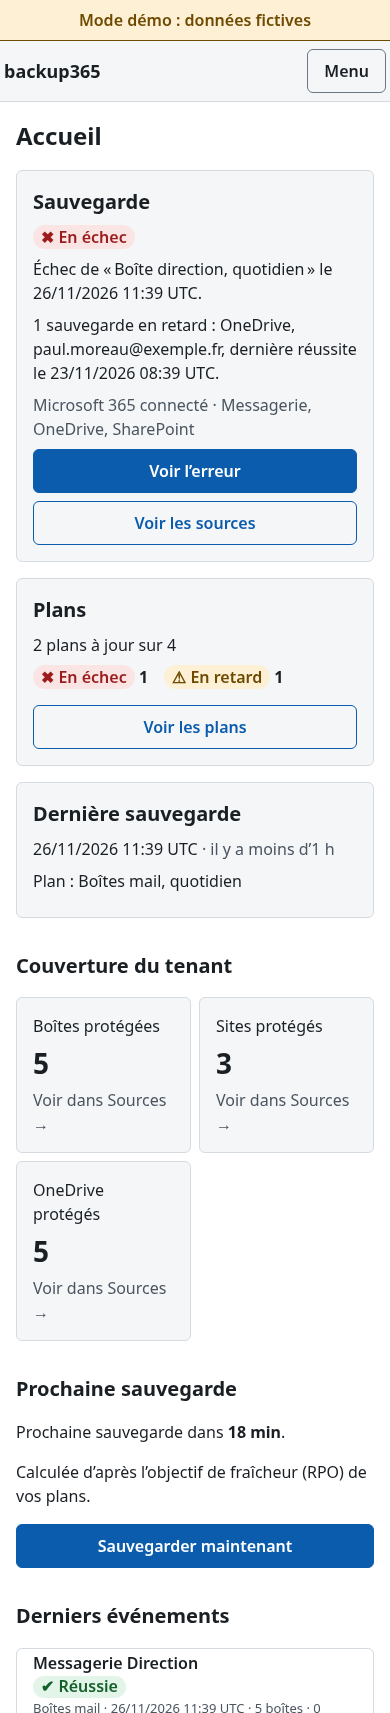 Mode démo : données fictives
backup365
Menu
Accueil
Sauvegarde
✖ En échec
Échec de « Boîte direction, quotidien » le
26/11/2026 11:39 UTC.
1 sauvegarde en retard : OneDrive,
paul.moreau@exemple.fr, dernière réussite
le 23/11/2026 08:39 UTC.
Microsoft 365 connecté · Messagerie,
OneDrive, SharePoint
Voir l’erreur
Voir les sources
Plans
2 plans à jour sur 4
✖ En échec 1 ⚠ En retard 1
Voir les plans
Dernière sauvegarde
26/11/2026 11:39 UTC · il y a moins d’1 h
Plan : Boîtes mail, quotidien
Couverture du tenant
Boîtes protégées
5
Voir dans Sources
→
Sites protégés
3
Voir dans Sources
→
OneDrive
protégés
5
Voir dans Sources
→
Prochaine sauvegarde
Prochaine sauvegarde dans 18 min.
Calculée d’après l’objectif de fraîcheur (RPO) de
vos plans.
Sauvegarder maintenant
Derniers événements
Messagerie Direction
✔ Réussie
Boîtes mail · 26/11/2026 11:39 UTC · 5 boîtes · 0